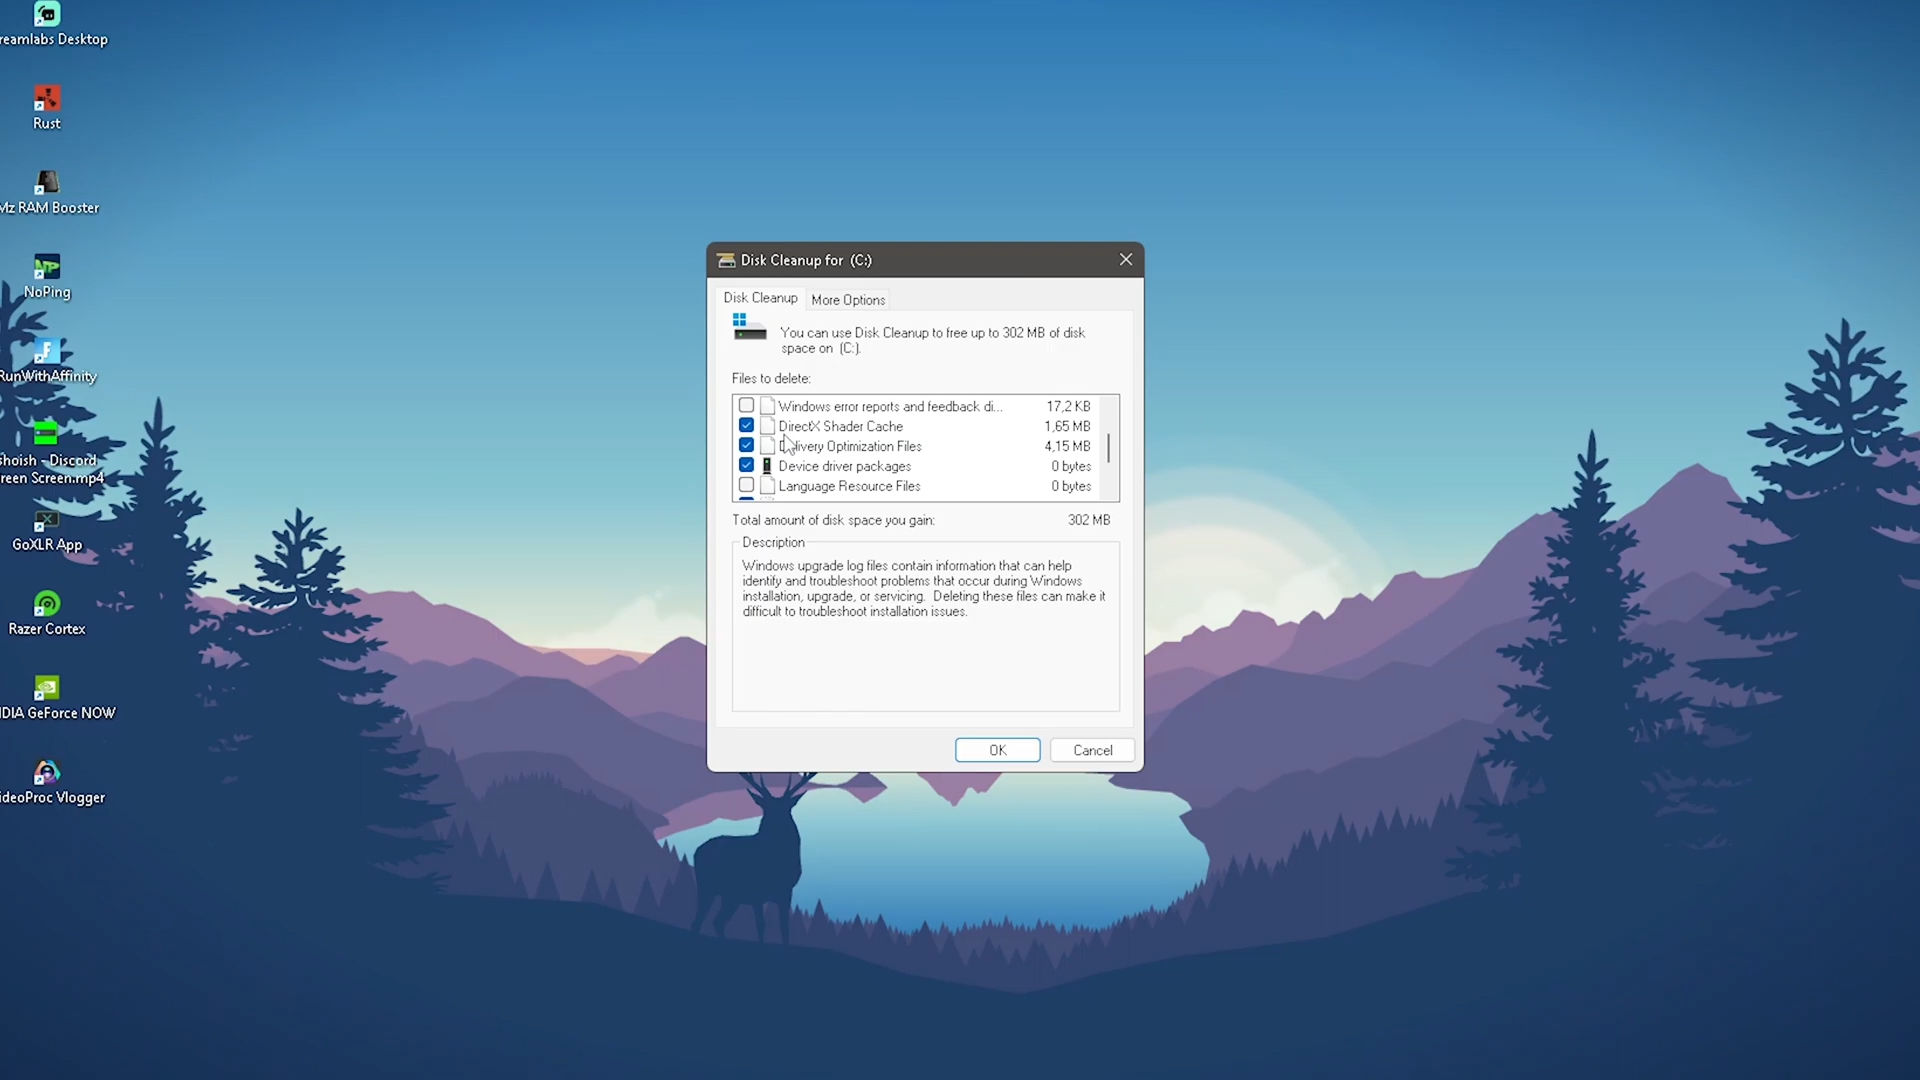 reamlabs Desktop
Rust
Mz RAM Booster
NoPing
RunWithAffinity
shoish - Discord
reen Screen.mp4
GoXLR App
Razer Cortex
IDIA GeForce NOW
ideoProc Vlogger
Disk Cleanup for (C:)
Disk Cleanup
More Options
You can use Disk Cleanup to free up to 302 MB of disk
space on (C:).
Files to delete:
Windows error reports and feedback di... 17,2 KB
DirectX Shader Cache 1,65 MB
Delivery Optimization Files 4,15 MB
Device driver packages 0 bytes
Language Resource Files 0 bytes
Total amount of disk space you gain: 302 MB
Description
Windows upgrade log files contain information that can help
identify and troubleshoot problems that occur during Windows
installation, upgrade, or servicing. Deleting these files can make it
difficult to troubleshoot installation issues.
OK
Cancel